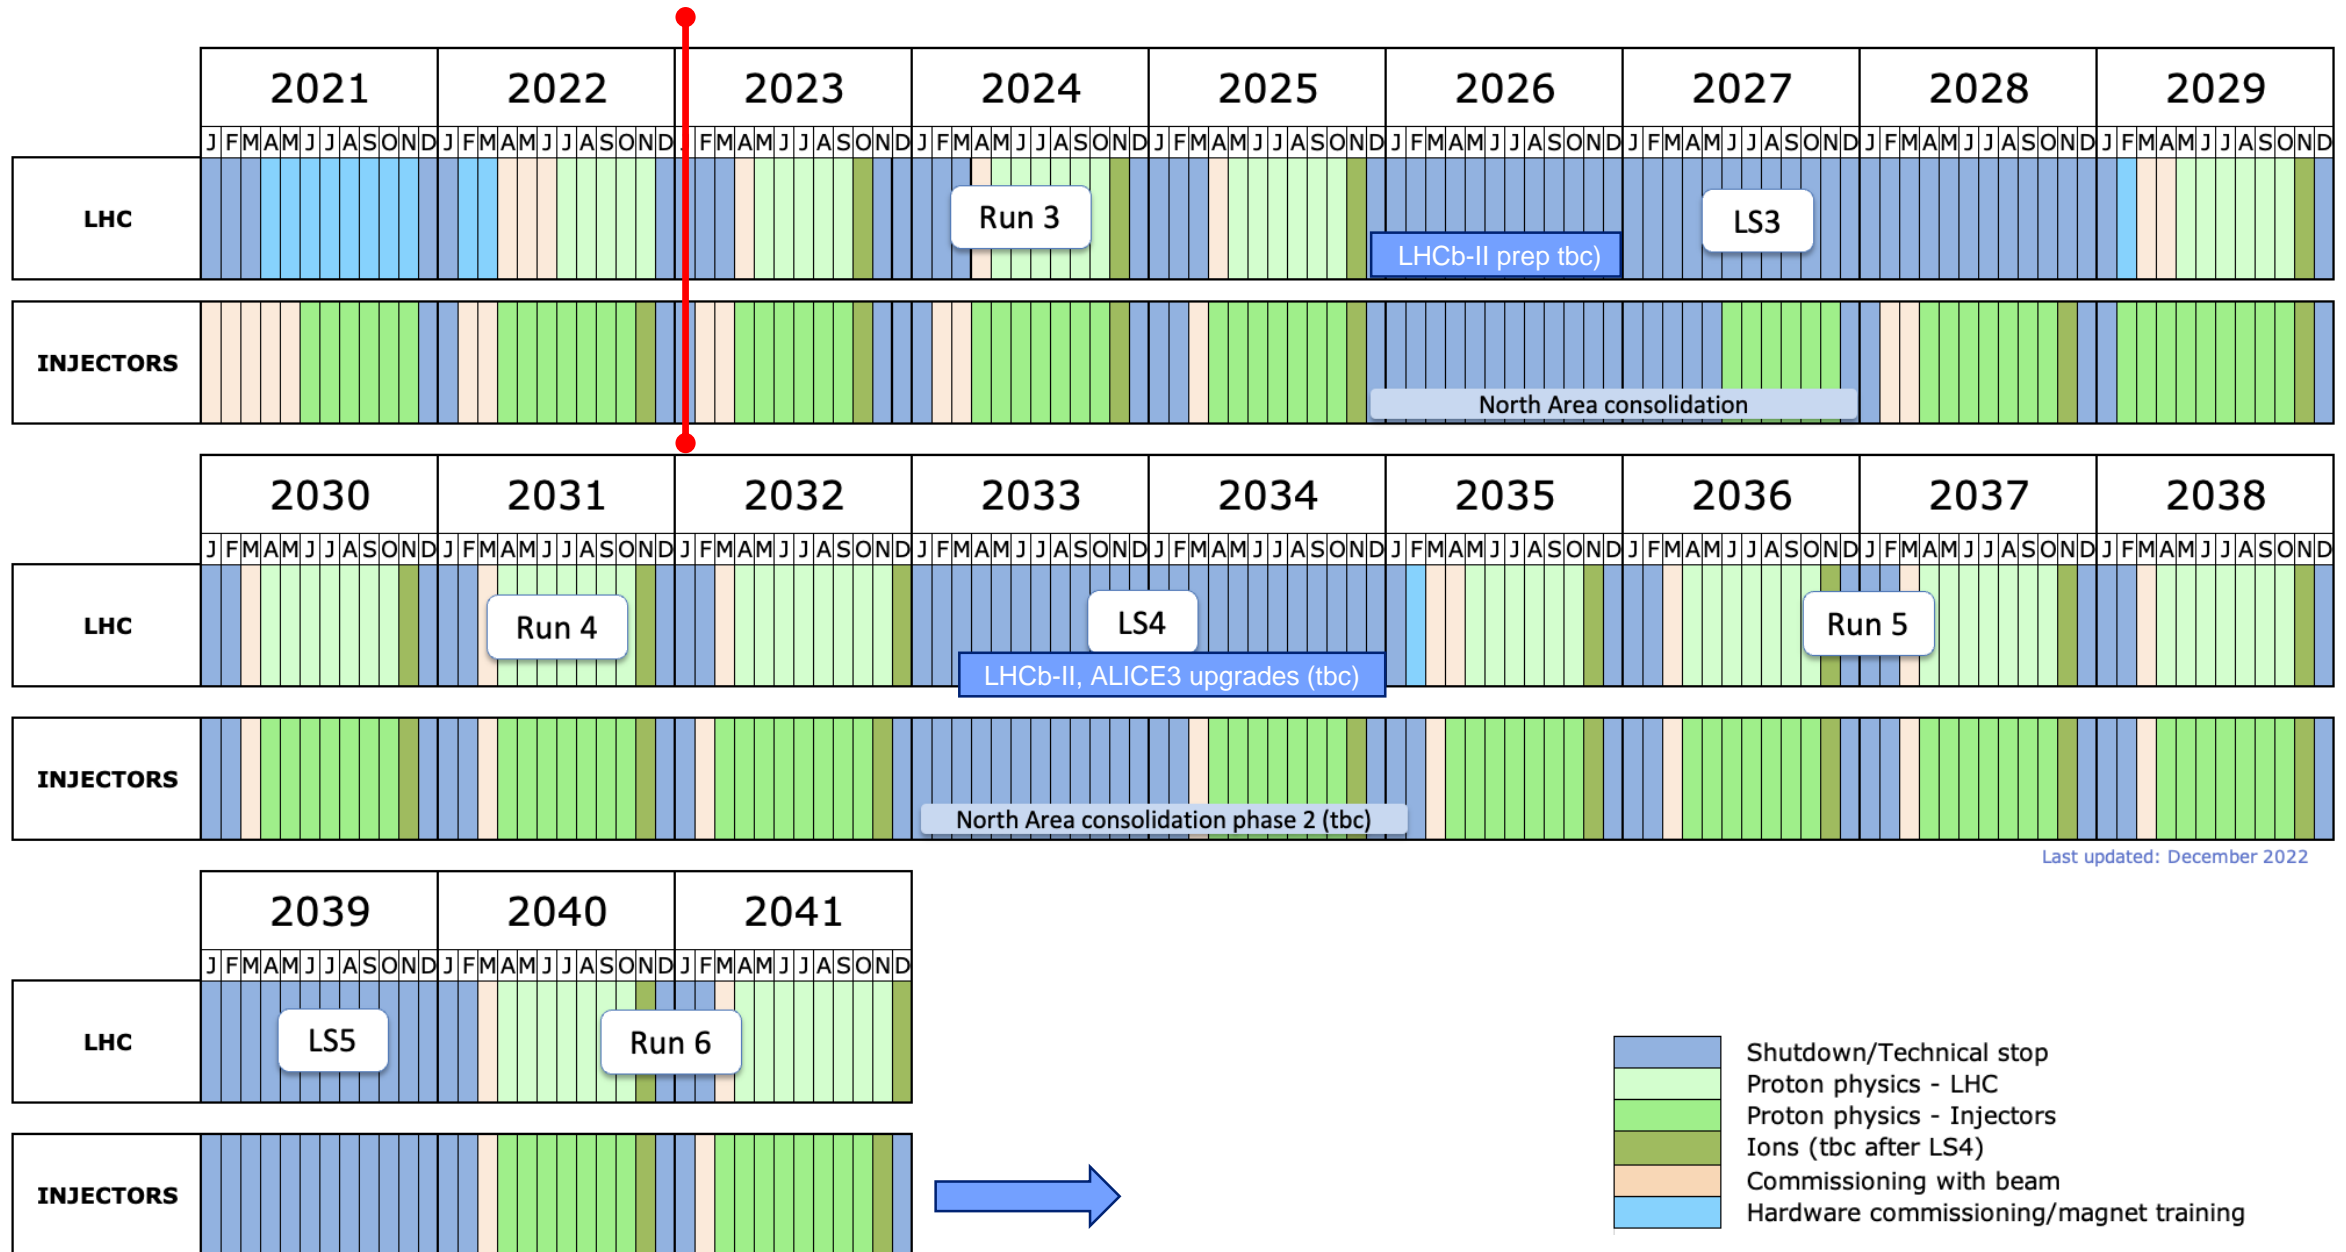 2021 2022 2023 2024 2025 2026 2027 2028 2029
J F M A M J J A S O N D J F M A M J J A S O N D J F M A M J J A S O N D J F M A M J J A S O N D J F M A M J J A S O N D J F M A M J J A S O N D J F M A M J J A S O N D J F M A M J J A S O N D J F M A M J J A S O N D
LHC
Run 3
LS3
LHCb-II prep tbc)
INJECTORS
North Area consolidation
2030 2031 2032 2033 2034 2035 2036 2037 2038
J F M A M J J A S O N D J F M A M J J A S O N D J F M A M J J A S O N D J F M A M J J A S O N D J F M A M J J A S O N D J F M A M J J A S O N D J F M A M J J A S O N D J F M A M J J A S O N D J F M A M J J A S O N D
LHC
Run 4
LS4
Run 5
LHCb-II, ALICE3 upgrades (tbc)
INJECTORS
North Area consolidation phase 2 (tbc)
Last updated: December 2022
2039 2040 2041
J F M A M J J A S O N D J F M A M J J A S O N D J F M A M J J A S O N D
LHC
LS5
Run 6
INJECTORS
Shutdown/Technical stop
Proton physics - LHC
Proton physics - Injectors
Ions (tbc after LS4)
Commissioning with beam
Hardware commissioning/magnet training